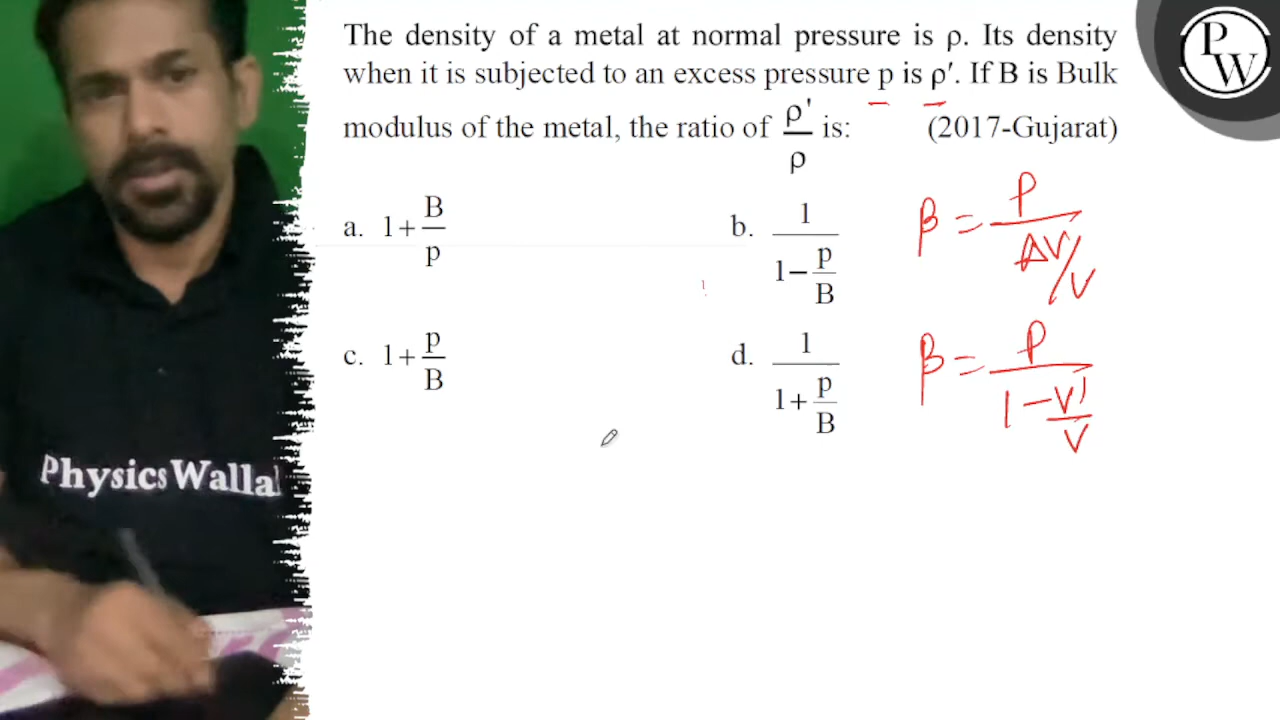 The density of a metal at normal pressure is ρ. Its density
when it is subjected to an excess pressure p is ρ'. If B is Bulk
modulus of the metal, the ratio of ρ'/ρ is: (2017-Gujarat)
a. 1+B/p
b. 1/(1−p/B)
c. 1+p/B
d. 1/(1+p/B)
β = P/(ΔV/V)
β = P/(1−V'/V)
PhysicsWalla
PW